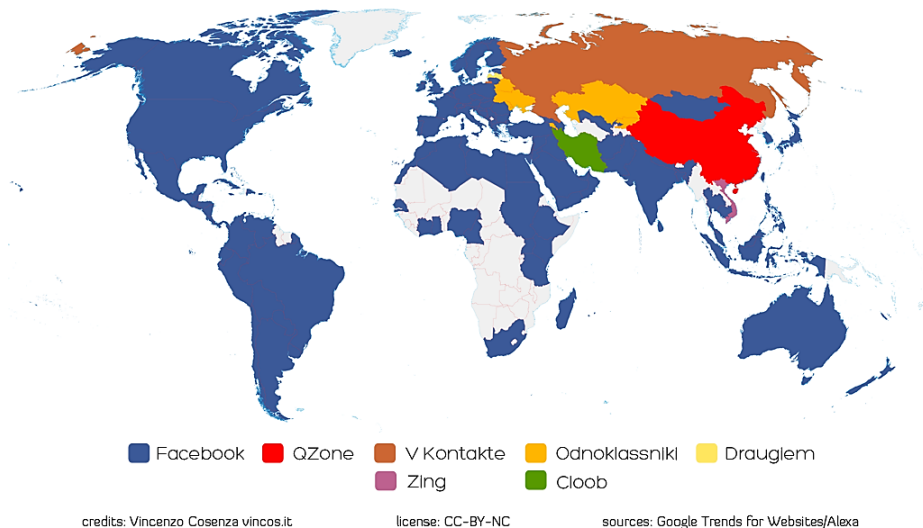 Facebook QZone V Kontakte Odnoklassniki Draugiem
Zing Cloob
credits: Vincenzo Cosenza vincos.it license: CC-BY-NC sources: Google Trends for Websites/Alexa